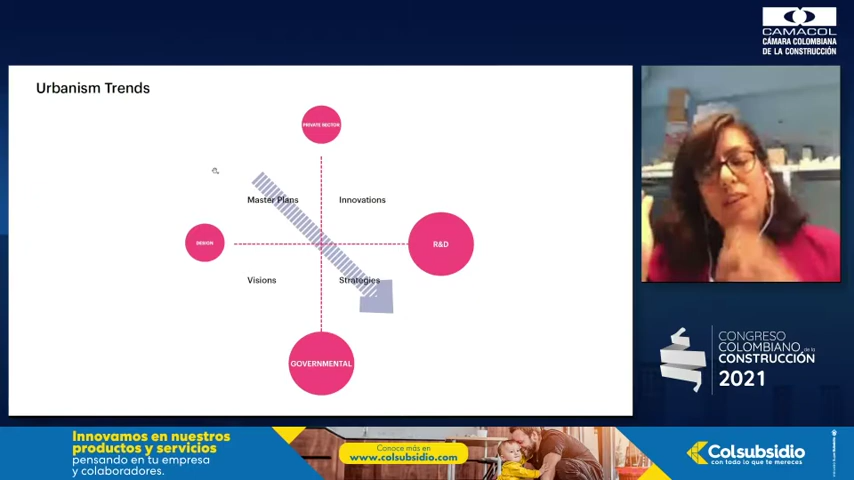 CAMACOL
CÁMARA COLOMBIANA
DE LA CONSTRUCCIÓN
Urbanism Trends
PRIVATE SECTOR
Master Plans
Innovations
DESIGN
R&D
Visions
Strategies
GOVERNMENTAL
CONGRESO
COLOMBIANO de la
CONSTRUCCIÓN
2021
Innovamos en nuestros
productos y servicios
pensando en tu empresa
y colaboradores.
Conoce más en
www.colsubsidio.com
Colsubsidio
con todo lo que te mereces